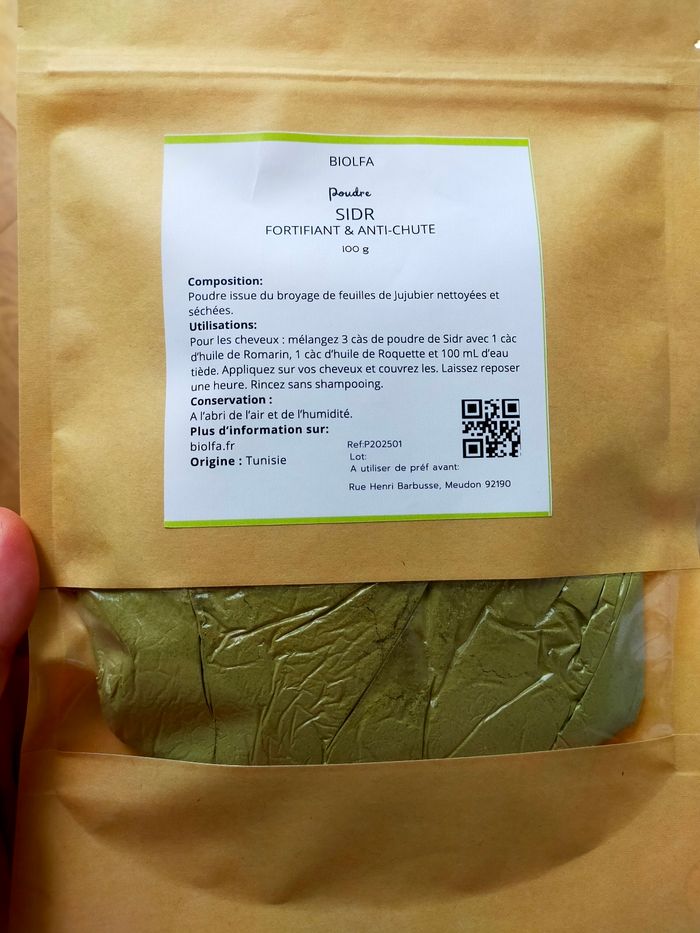 BIOLFA
Poudre
SIDR
FORTIFIANT & ANTI-CHUTE
100 g
Composition:
Poudre issue du broyage de feuilles de Jujubier nettoyées et
séchées.
Utilisations:
Pour les cheveux : mélangez 3 càs de poudre de Sidr avec 1 càc
d'huile de Romarin, 1 càc d'huile de Roquette et 100 mL d'eau
tiède. Appliquez sur vos cheveux et couvrez les. Laissez reposer
une heure. Rincez sans shampooing.
Conservation :
A l'abri de l'air et de l'humidité.
Plus d'information sur:
biolfa.fr
Origine : Tunisie
Ref:P202501
Lot:
A utiliser de préf avant:
Rue Henri Barbusse, Meudon 92190